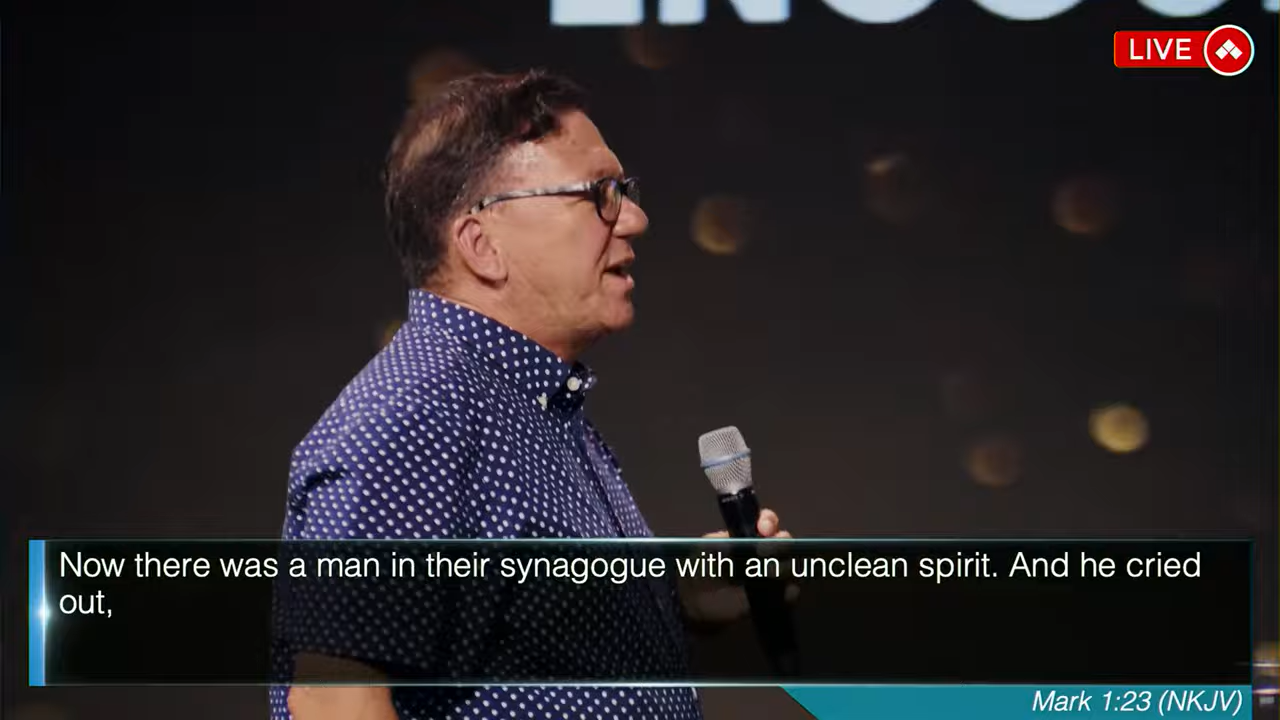 LIVE
Now there was a man in their synagogue with an unclean spirit. And he cried
out,
Mark 1:23 (NKJV)